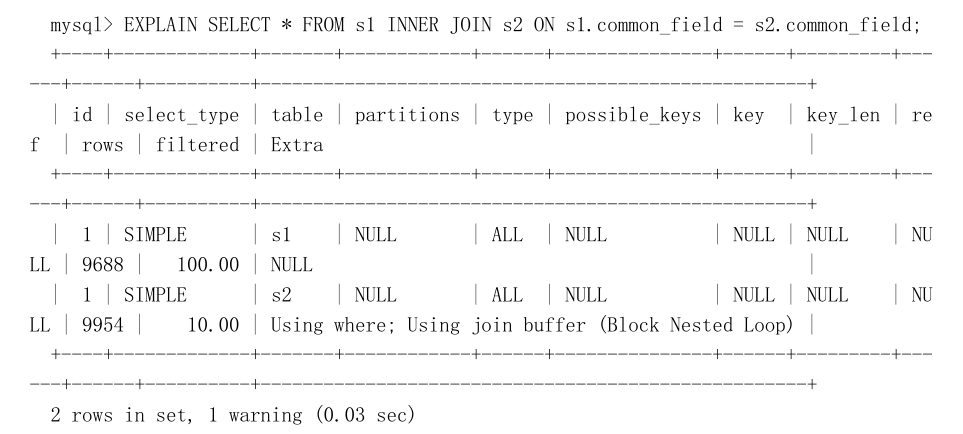 mysql> EXPLAIN SELECT * FROM s1 INNER JOIN s2 ON s1.common_field = s2.common_field;
+----+-------------+-------+------------+------+---------------+------+---------+---
---+------+----------+----------------------------------------------------+
| id | select_type | table | partitions | type | possible_keys | key | key_len | re
f | rows | filtered | Extra |
+----+-------------+-------+------------+------+---------------+------+---------+---
---+------+----------+----------------------------------------------------+
| 1 | SIMPLE | s1 | NULL | ALL | NULL | NULL | NULL | NU
LL | 9688 | 100.00 | NULL |
| 1 | SIMPLE | s2 | NULL | ALL | NULL | NULL | NULL | NU
LL | 9954 | 10.00 | Using where; Using join buffer (Block Nested Loop) |
+----+-------------+-------+------------+------+---------------+------+---------+---
---+------+----------+----------------------------------------------------+
2 rows in set, 1 warning (0.03 sec)